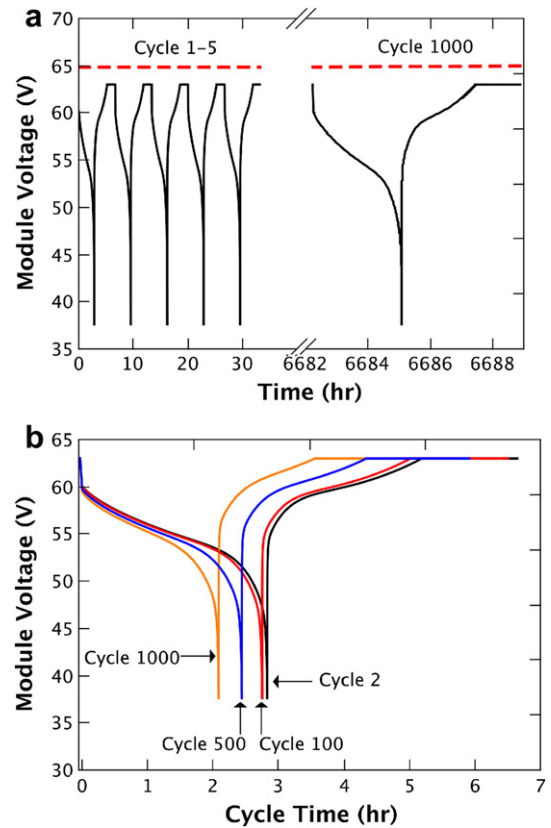 a
70
65
60
55
50
45
40
35
Module Voltage (V)
Cycle 1-5
Cycle 1000
0
10
20
30
6682
6684
6686
6688
Time (hr)
b
65
60
55
50
45
40
35
30
Module Voltage (V)
Cycle 1000
Cycle 2
Cycle 500
Cycle 100
0
1
2
3
4
5
6
7
Cycle Time (hr)